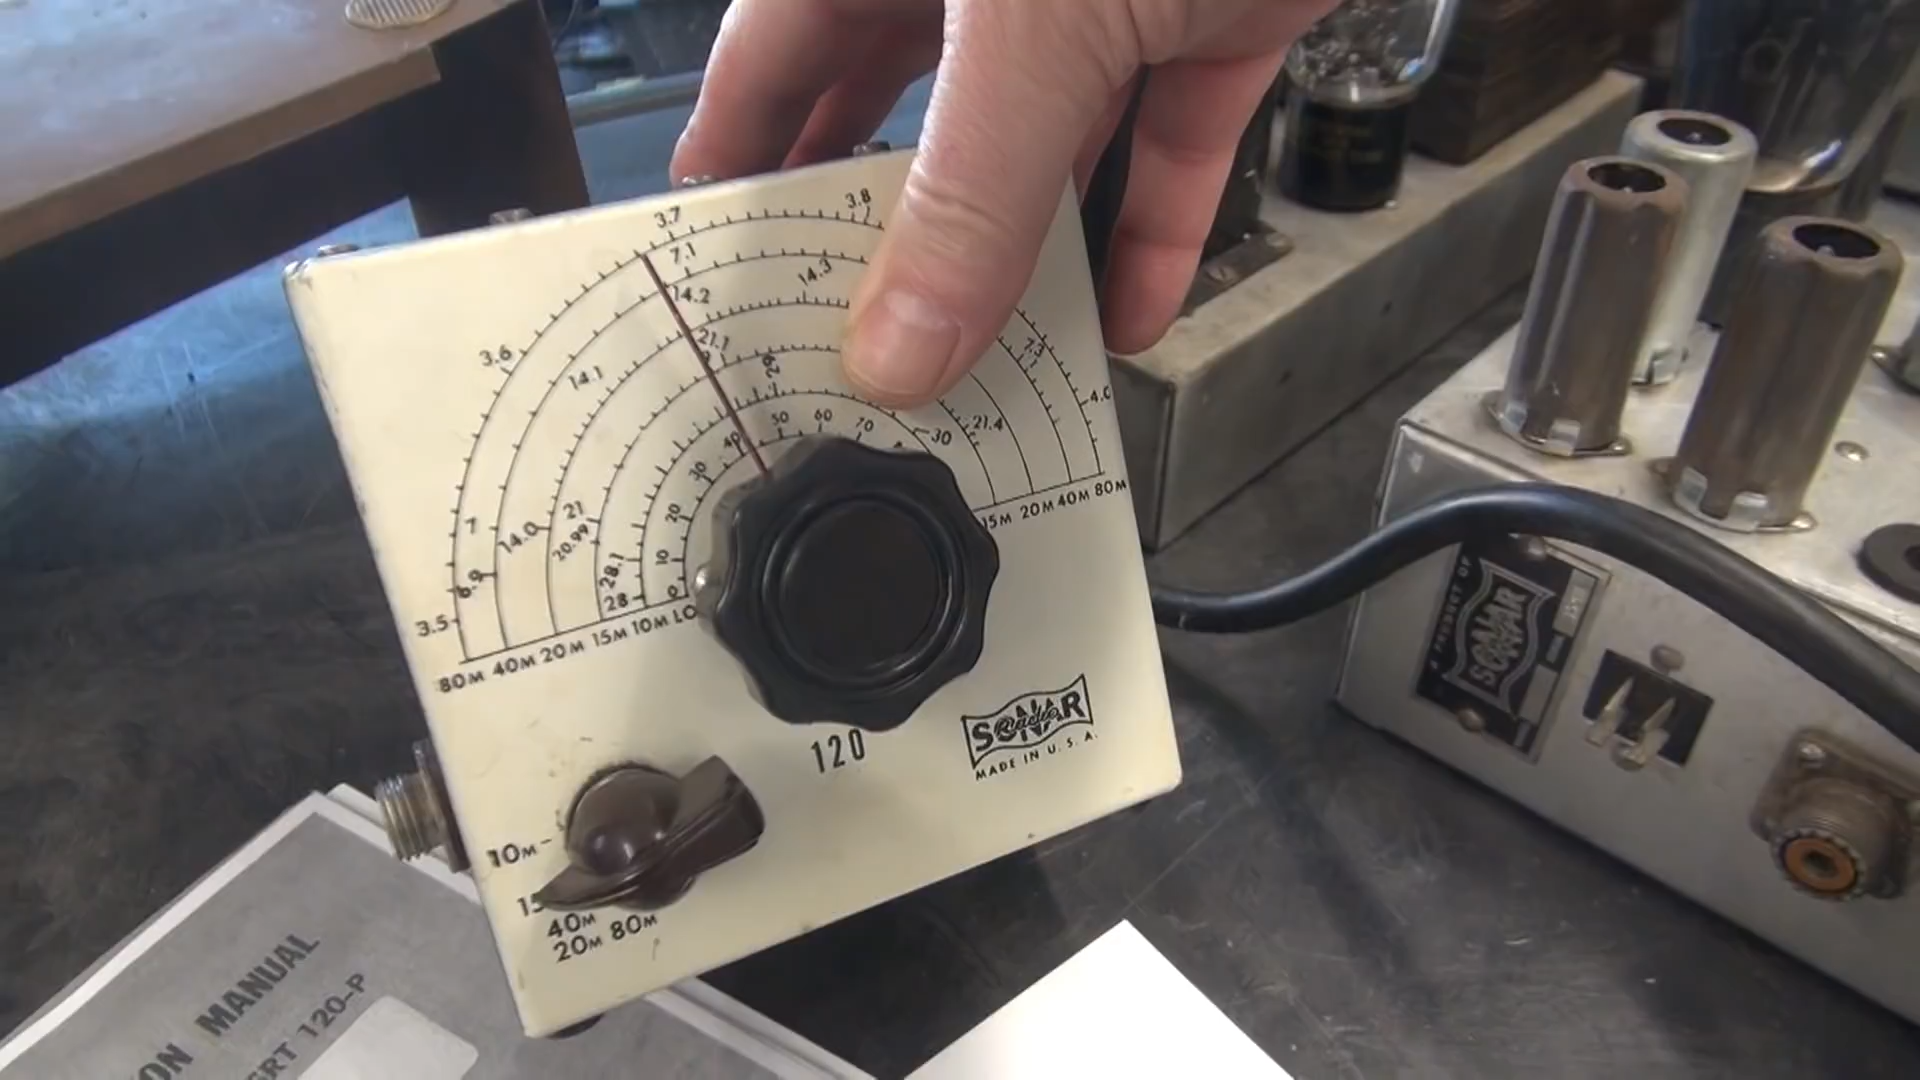 3.7
3.8
7.1
14.3
14.2
3.6
21.1
29
7.3
14.1
4.0
50
60
70
40
30
21.4
30
20
7
14.0
21
20.99
10
6.9
28.1
0
28
3.5
80M 40M 20M 15M 10M LO
15M 20M 40M 80M
120
SONAR
Radio
MADE IN U. S. A.
10M
15
40M
20M 80M
MANUAL
SRT 120-P
A PRODUCT OF
SONAR